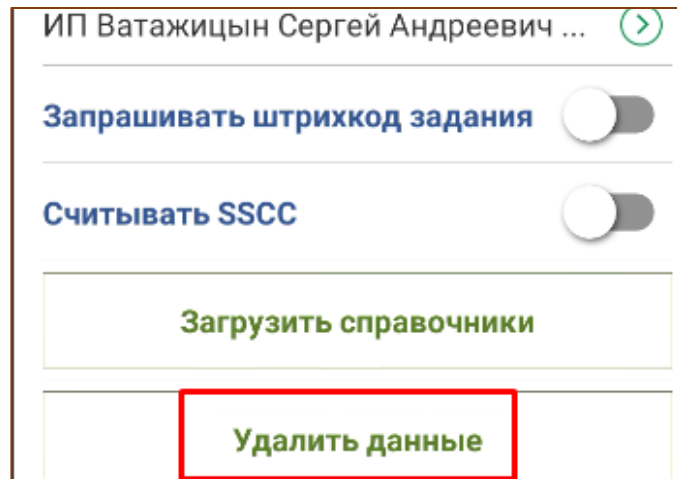 ИП Ватажицын Сергей Андреевич ...
Запрашивать штрихкод задания
Считывать SSCC
Загрузить справочники
Удалить данные